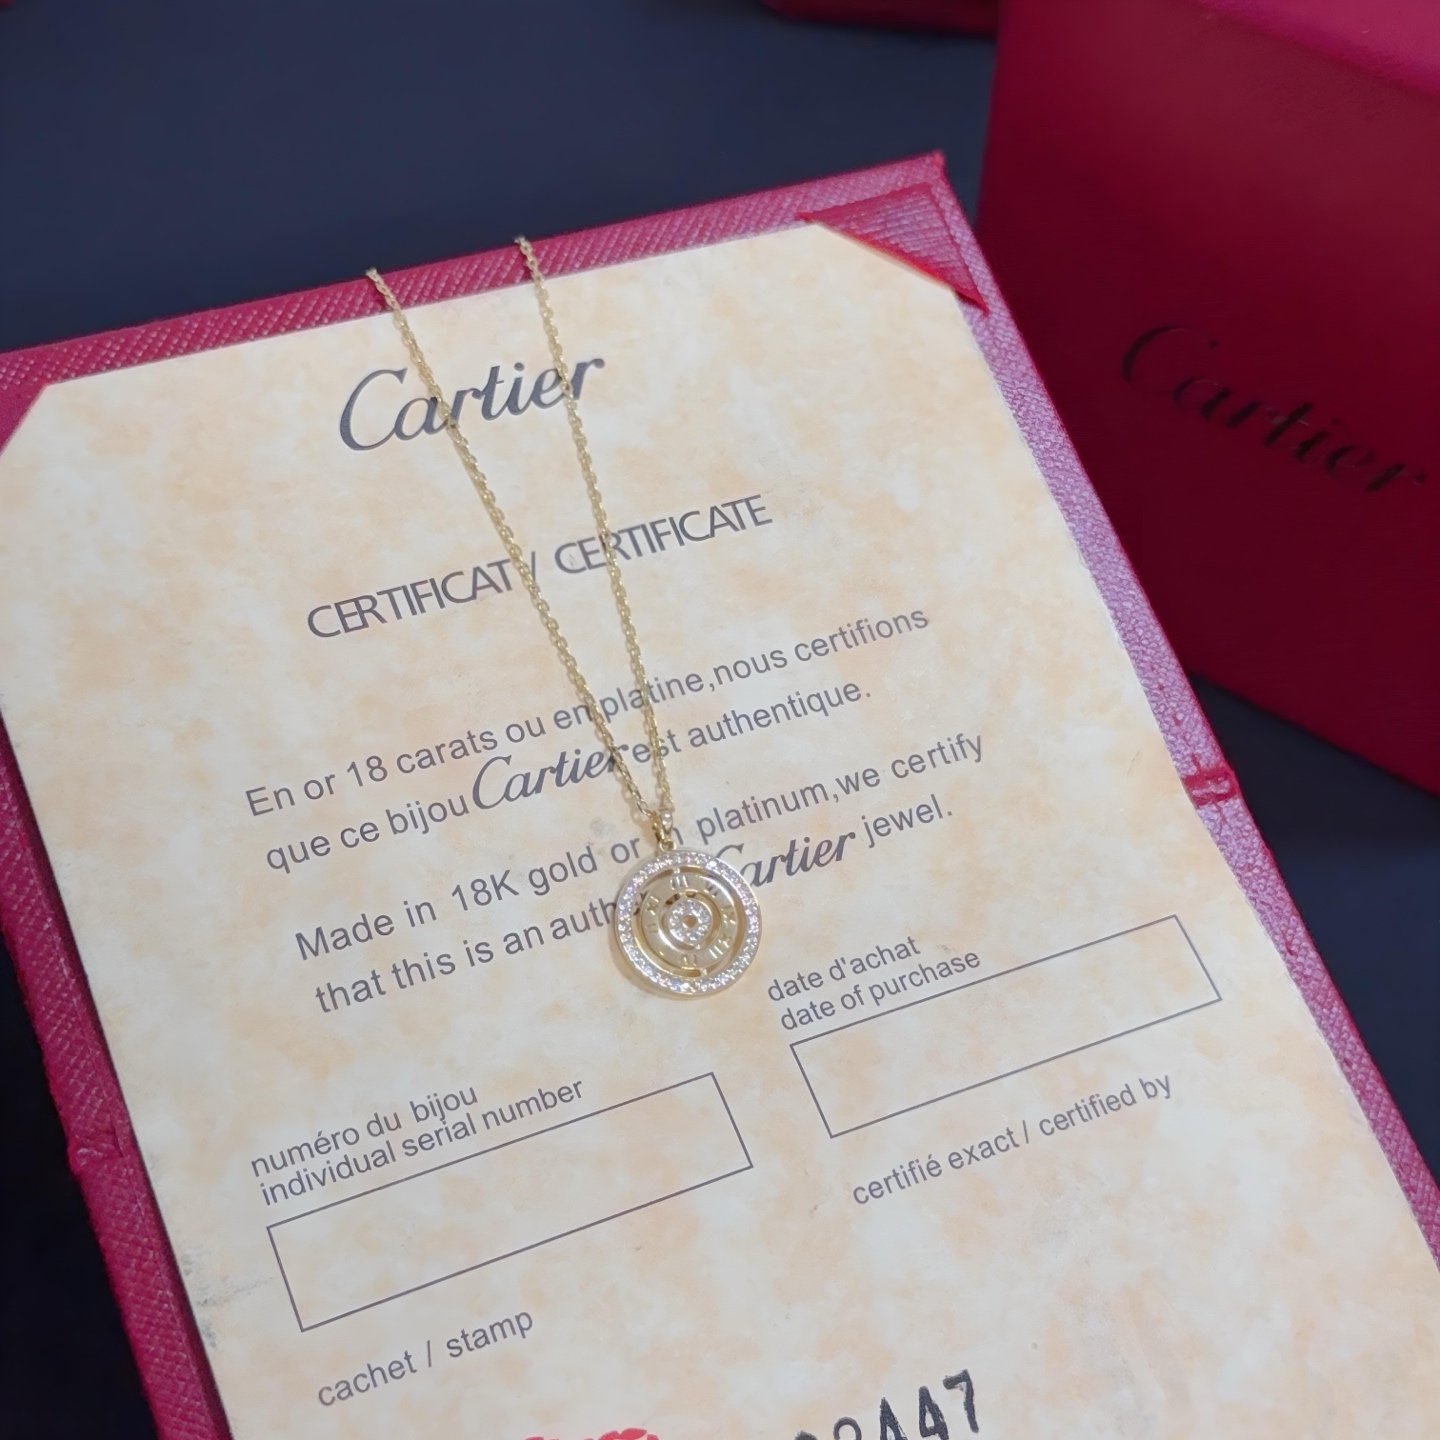 Cartier
Cartier
CERTIFICAT / CERTIFICATE
En or 18 carats ou en platine,nous certifions
que ce bijou Cartier est authentique.
Made in 18K gold or in platinum,we certify
that this is an auth Cartier jewel.
date d'achat
date of purchase
numéro du bijou
individual serial number
certifié exact / certified by
cachet / stamp
2447